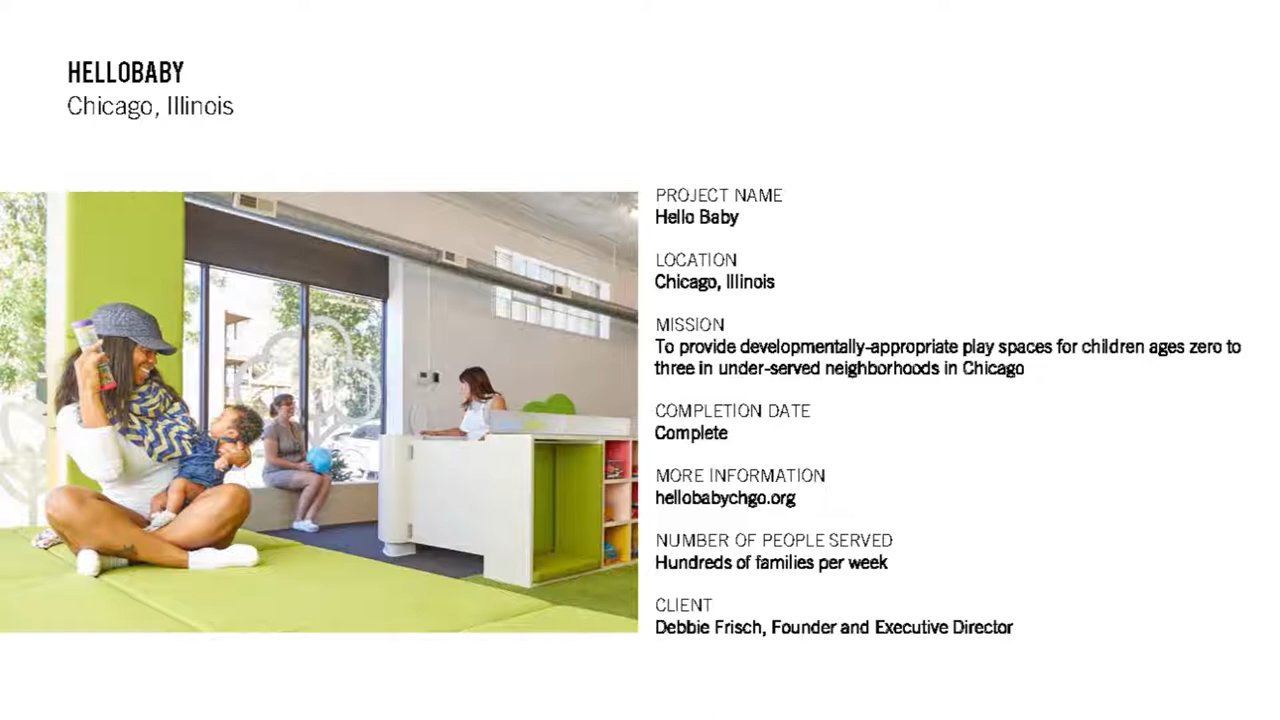 HELLOBABY
Chicago, Illinois
PROJECT NAME
Hello Baby
LOCATION
Chicago, Illinois
MISSION
To provide developmentally-appropriate play spaces for children ages zero to
three in under-served neighborhoods in Chicago
COMPLETION DATE
Complete
MORE INFORMATION
hellobabychgo.org
NUMBER OF PEOPLE SERVED
Hundreds of families per week
CLIENT
Debbie Frisch, Founder and Executive Director